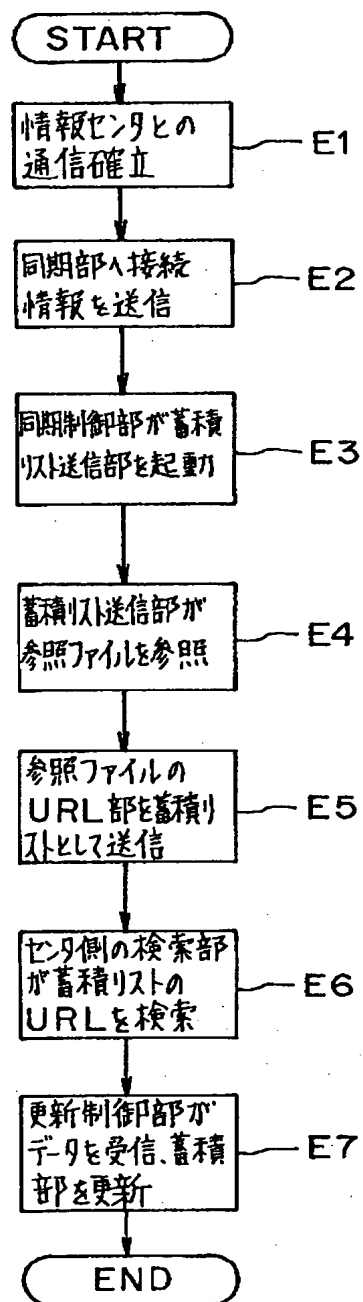 START
情報センタとの
通信確立
E1
同期部へ接続
情報を送信
E2
同期制御部が蓄積
リスト送信部を起動
E3
蓄積リスト送信部が
参照ファイルを参照
E4
参照ファイルの
URL部を蓄積リ
ストとして送信
E5
センタ側の検索部
が蓄積リストの
URLを検索
E6
更新制御部が
データを受信、蓄積
部を更新
E7
END